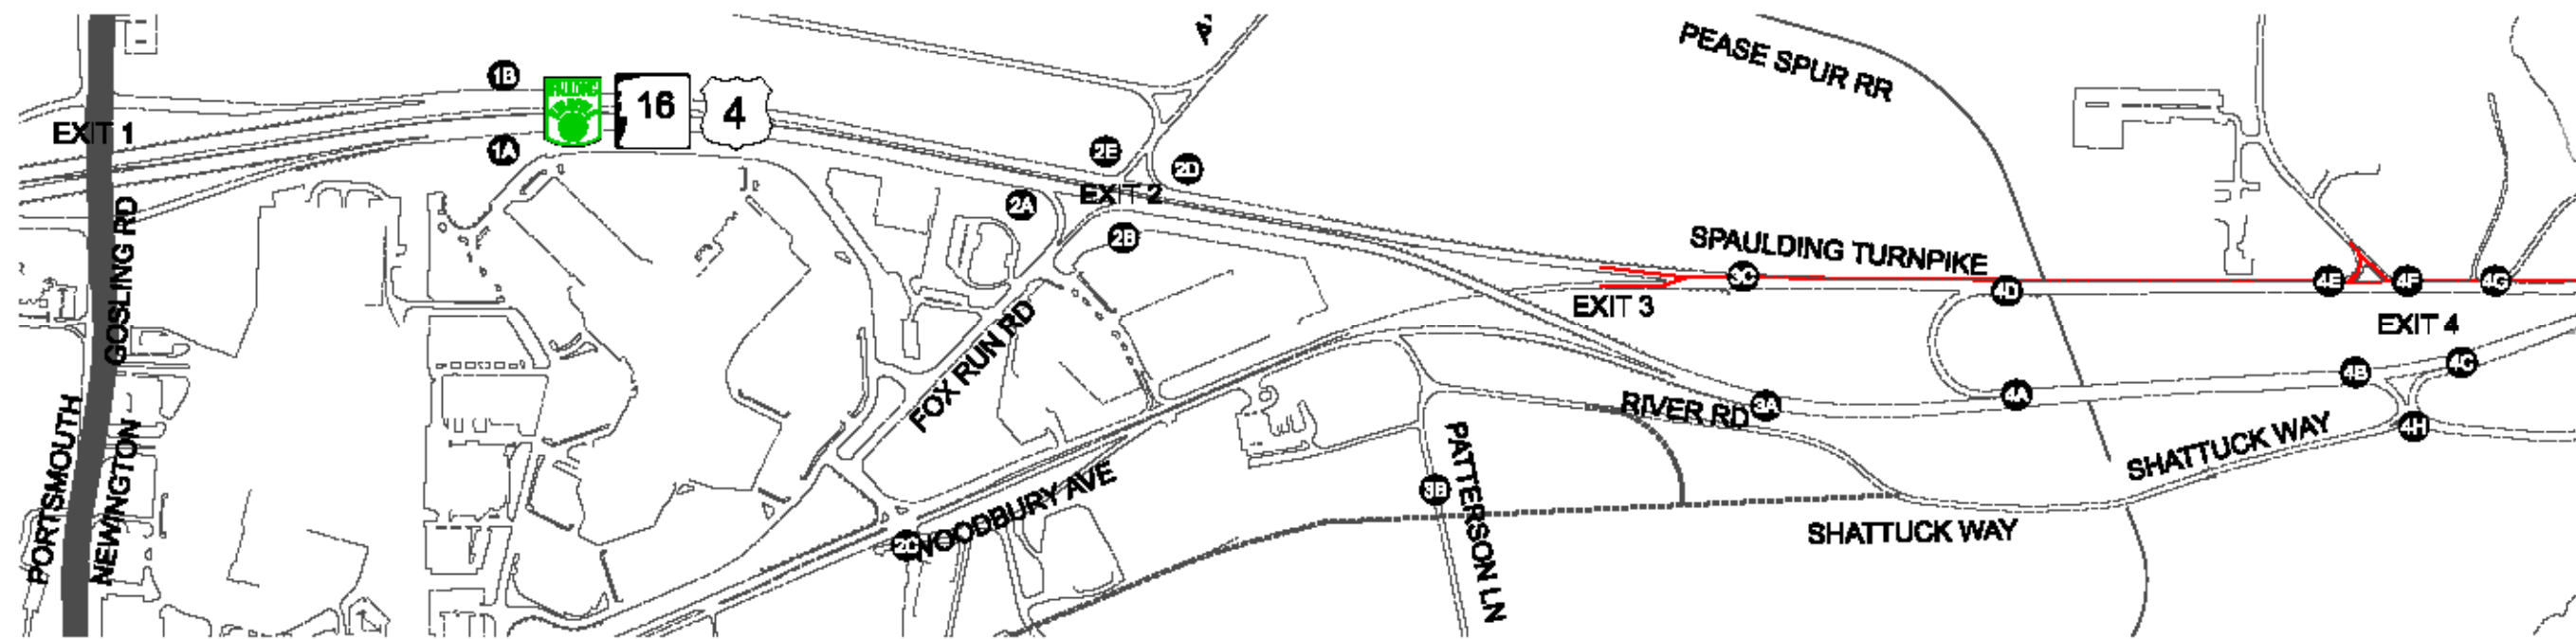 1B
SPAULDING
16
4
EXIT 1
1A
2E
2D
EXIT 2
2A
2B
PEASE SPUR RR
SPAULDING TURNPIKE
3C
EXIT 3
4D
4E
4F
4G
EXIT 4
GOSLING RD
FOX RUN RD
RIVER RD
3A
4A
4B
4C
4H
PORTSMOUTH
NEWINGTON
2C
WOODBURY AVE
3B
PATTERSON LN
SHATTUCK WAY
SHATTUCK WAY